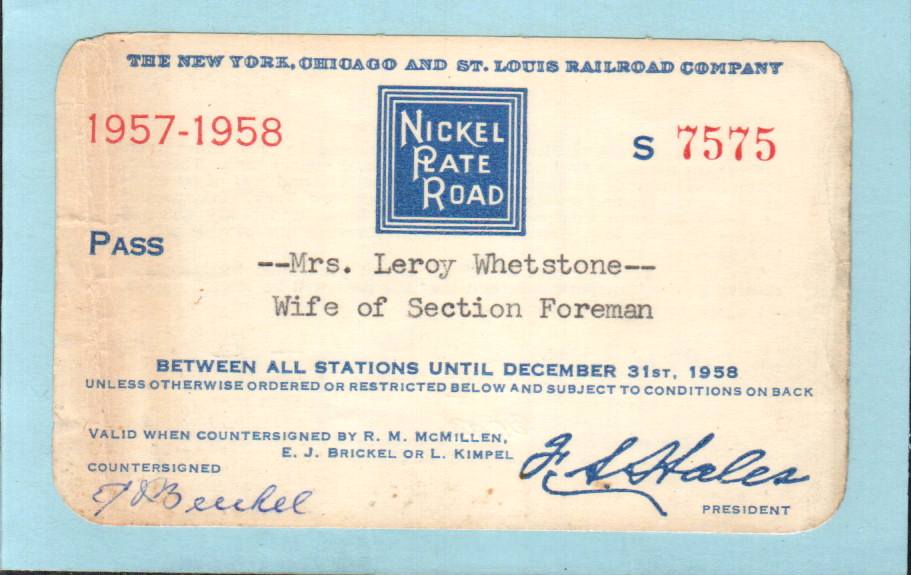 THE NEW YORK, CHICAGO AND ST. LOUIS RAILROAD COMPANY
1957-1958
NICKEL
PLATE
ROAD
S 7575
PASS
--Mrs. Leroy Whetstone--
Wife of Section Foreman
BETWEEN ALL STATIONS UNTIL DECEMBER 31ST, 1958
UNLESS OTHERWISE ORDERED OR RESTRICTED BELOW AND SUBJECT TO CONDITIONS ON BACK
VALID WHEN COUNTERSIGNED BY R. M. MCMILLEN,
E. J. BRICKEL OR L. KIMPEL
COUNTERSIGNED
E J Brickel
F. S. Hales
PRESIDENT